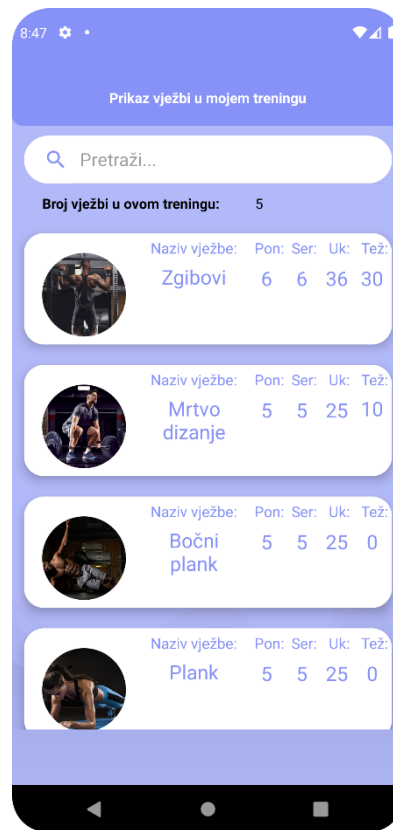 8:47
Prikaz vježbi u mojem treningu
Pretraži...
Broj vježbi u ovom treningu: 5
Naziv vježbe: Pon: Ser: Uk: Tež:
Zgibovi 6 6 36 30
Naziv vježbe: Pon: Ser: Uk: Tež:
Mrtvo 5 5 25 10
dizanje
Naziv vježbe: Pon: Ser: Uk: Tež:
Bočni 5 5 25 0
plank
Naziv vježbe: Pon: Ser: Uk: Tež:
Plank 5 5 25 0